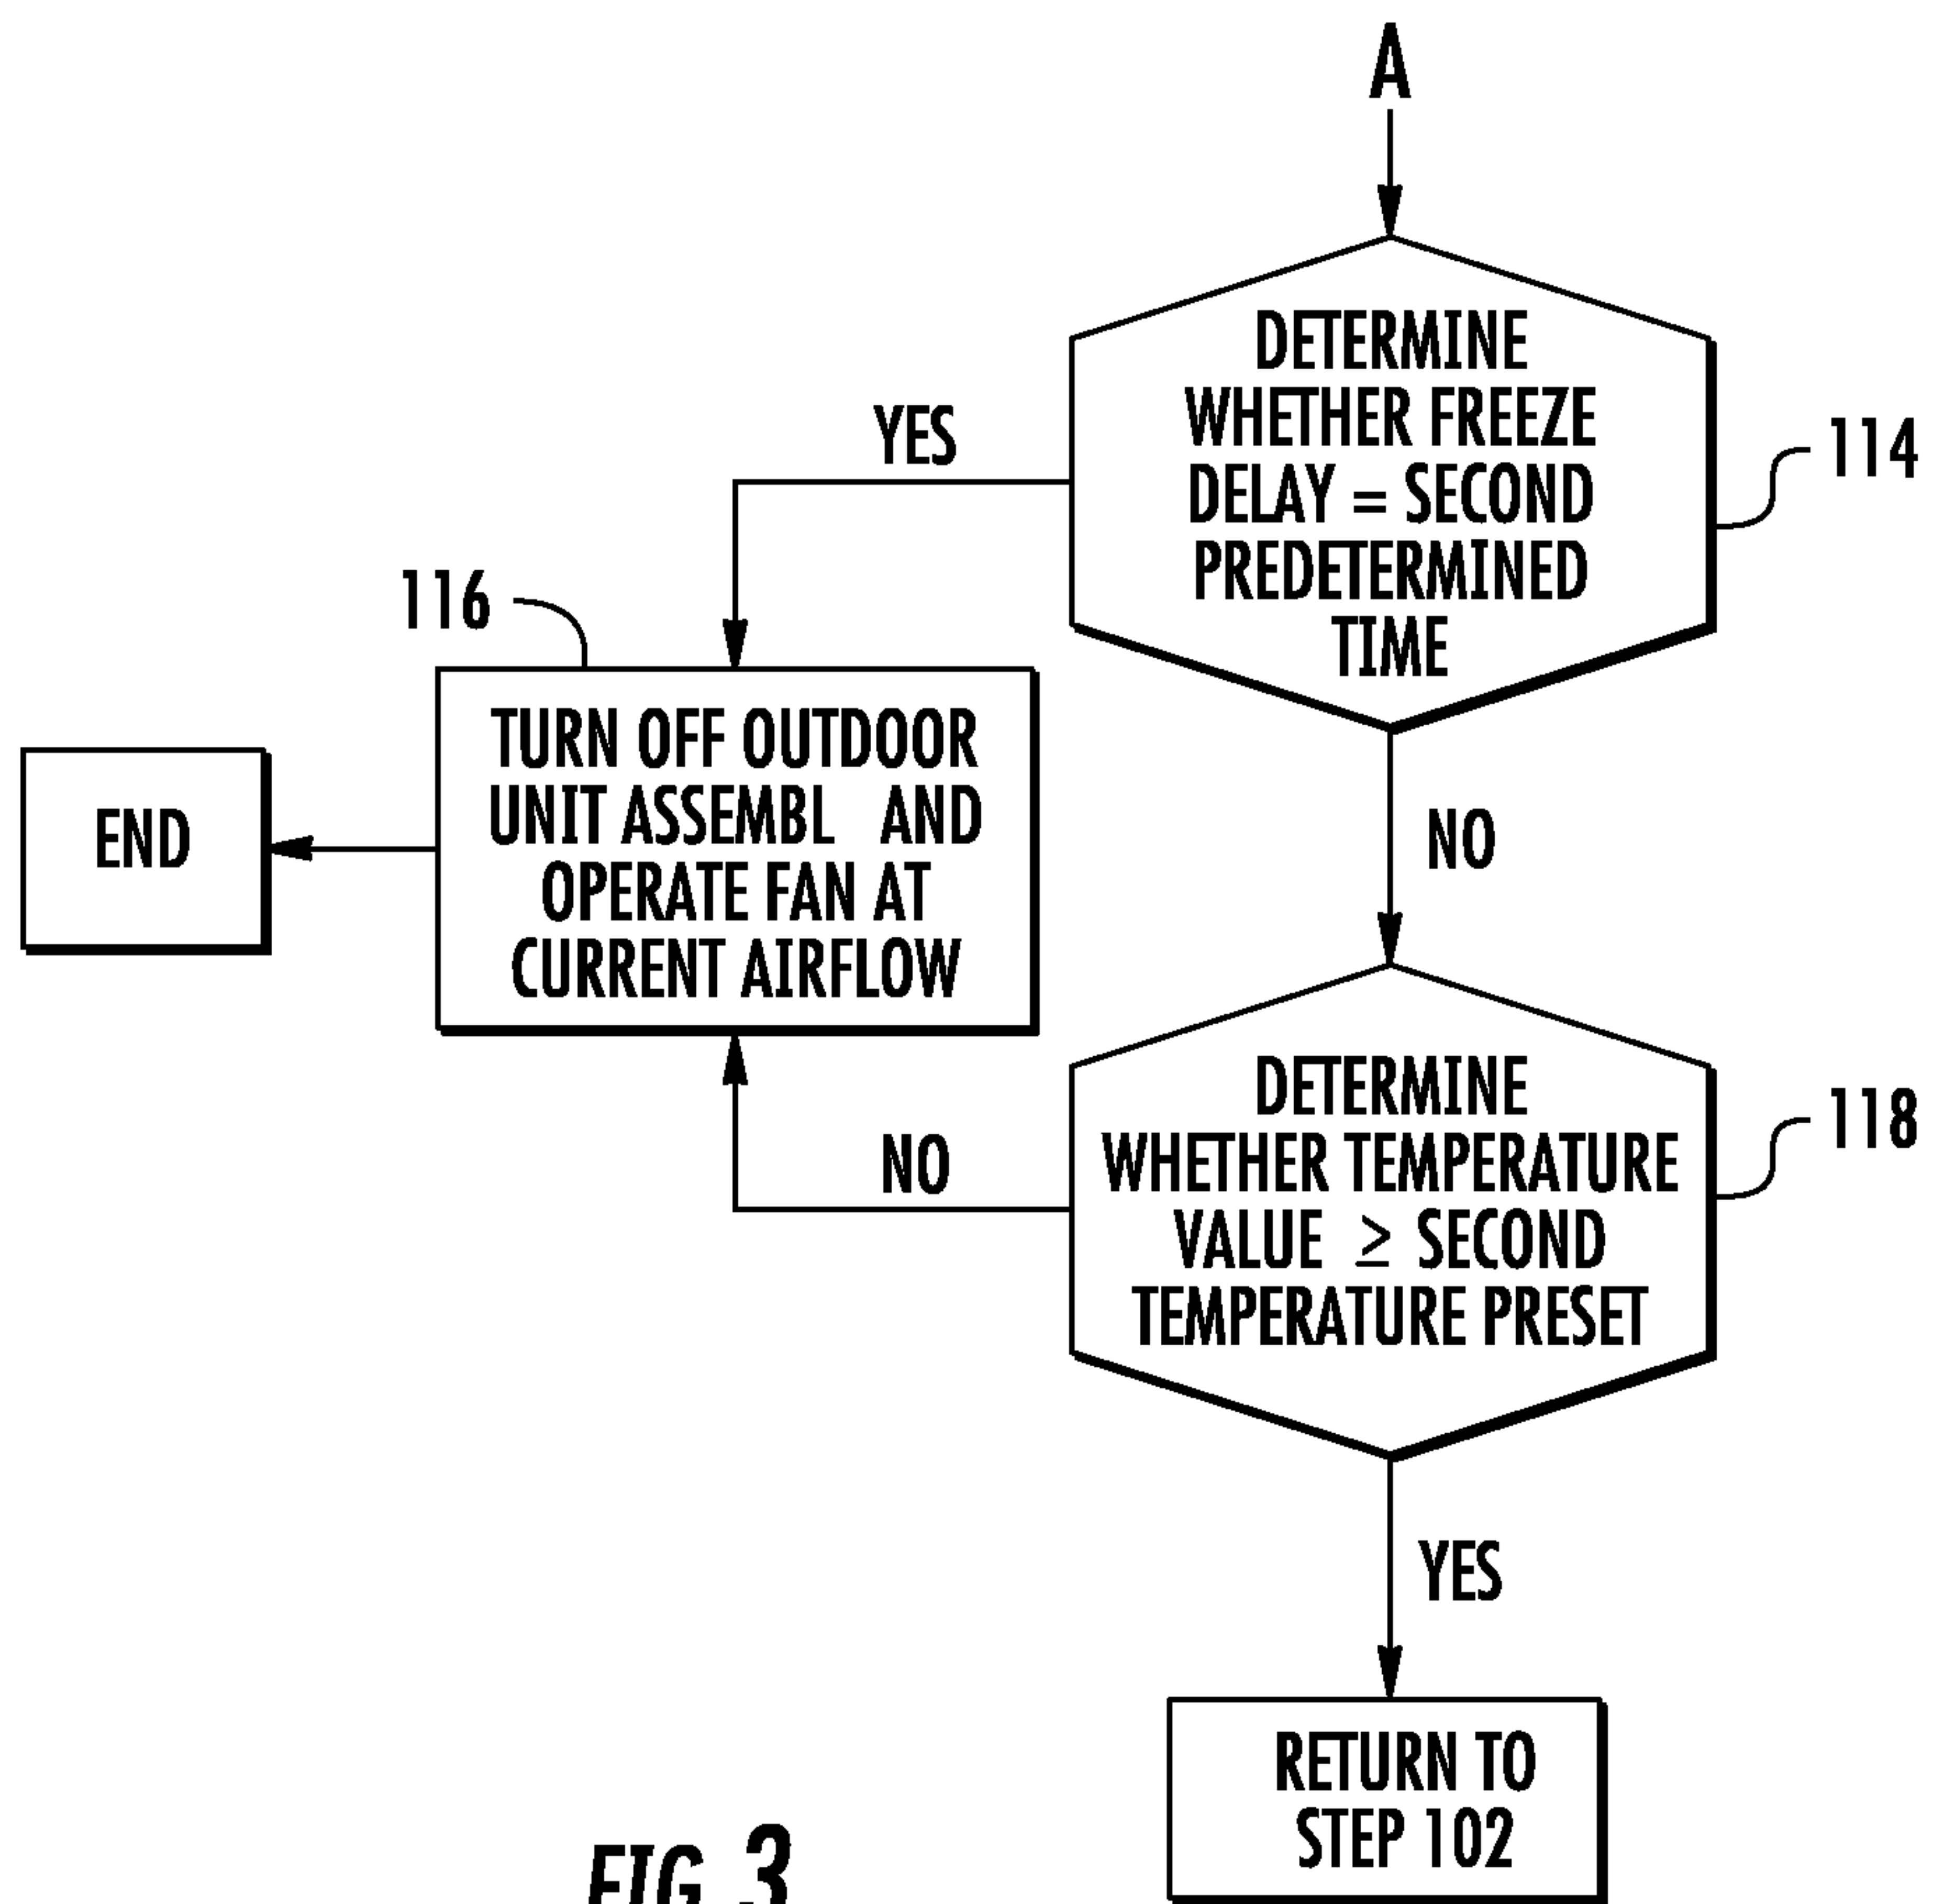 A
DETERMINE
WHETHER FREEZE
DELAY = SECOND
PREDETERMINED
TIME
114
YES
116
TURN OFF OUTDOOR
UNIT ASSEMBL AND
OPERATE FAN AT
CURRENT AIRFLOW
END
NO
DETERMINE
WHETHER TEMPERATURE
VALUE ≥ SECOND
TEMPERATURE PRESET
118
NO
YES
RETURN TO
STEP 102
FIG. 3